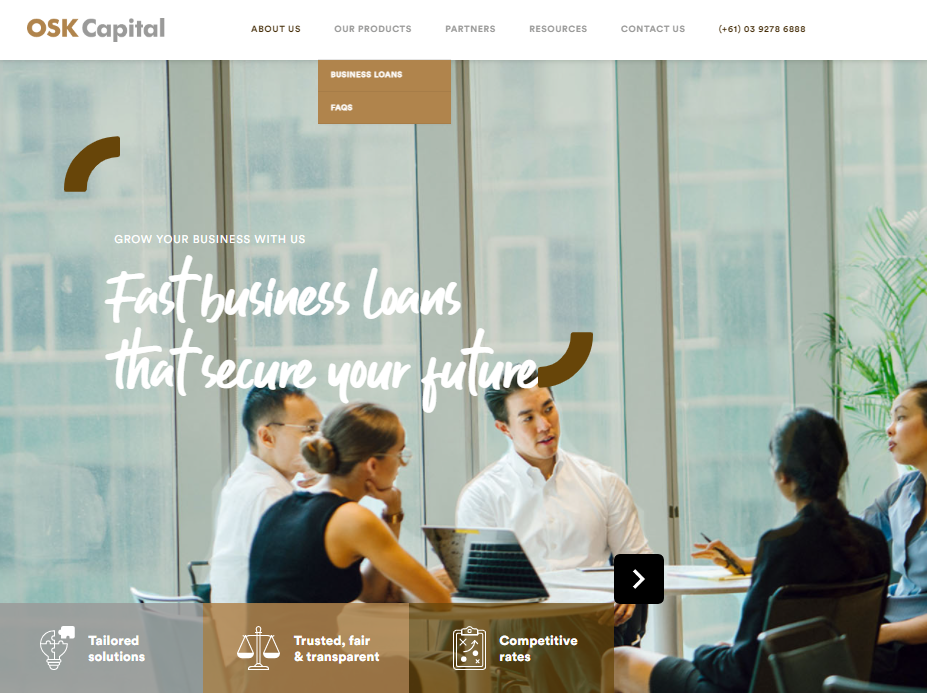 OSK Capital
ABOUT US
OUR PRODUCTS
PARTNERS
RESOURCES
CONTACT US
(+61) 03 9278 6888
BUSINESS LOANS
FAQS
GROW YOUR BUSINESS WITH US
Fast business Loans
that secure your future
Tailored
solutions
Trusted, fair
& transparent
Competitive
rates